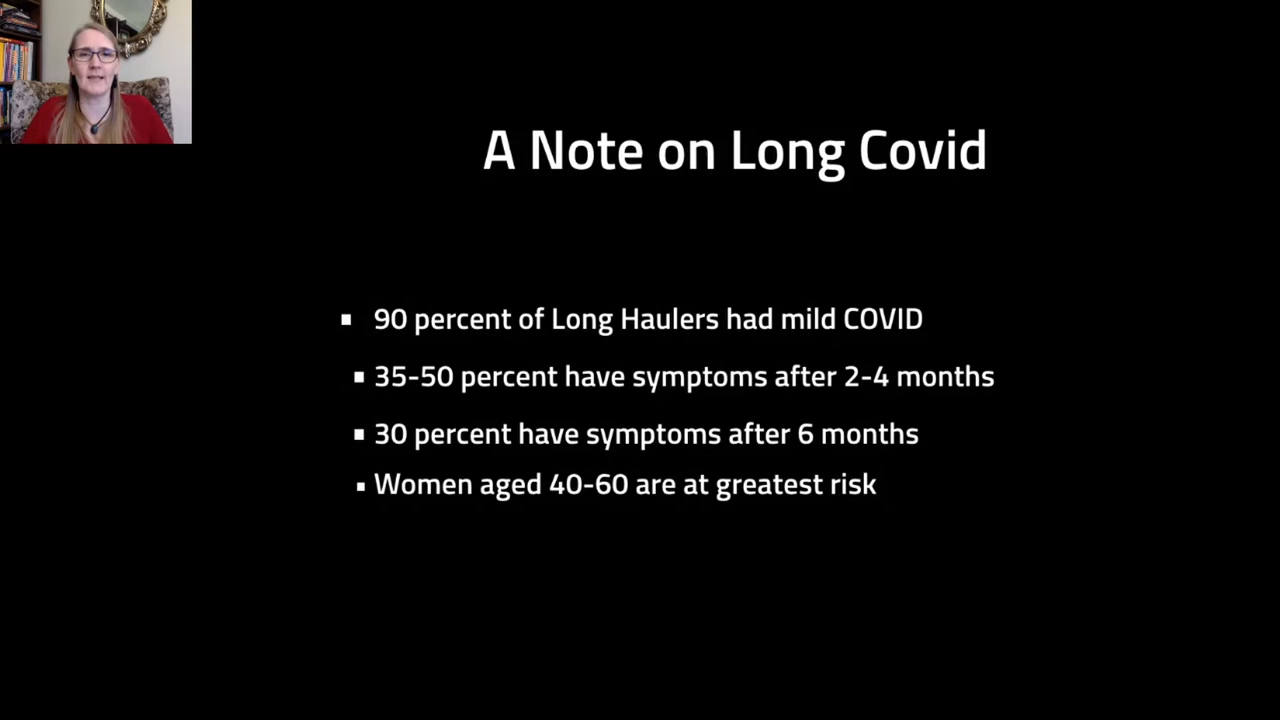 A Note on Long Covid
▪ 90 percent of Long Haulers had mild COVID
▪ 35-50 percent have symptoms after 2-4 months
▪ 30 percent have symptoms after 6 months
▪ Women aged 40-60 are at greatest risk